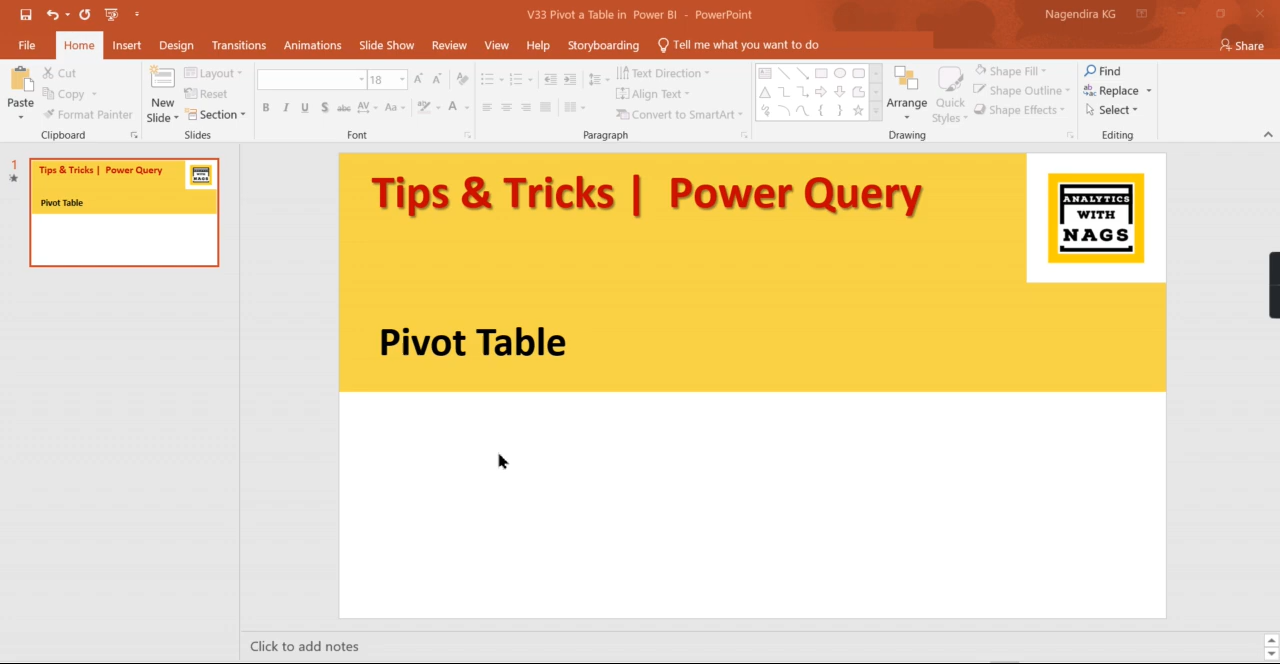 V33 Pivot a Table in Power BI - PowerPoint
Nagendira KG
File Home Insert Design Transitions Animations Slide Show Review View Help Storyboarding Tell me what you want to do Share
Paste
Cut
Copy
Format Painter
Clipboard
New Slide
Layout
Reset
Section
Slides
18
B I U S abc AV Aa A
Font
Text Direction
Align Text
Convert to SmartArt
Paragraph
Arrange
Quick Styles
Shape Fill
Shape Outline
Shape Effects
Drawing
Find
Replace
Select
Editing
1
Tips & Tricks | Power Query
Pivot Table
Tips & Tricks | Power Query
ANALYTICS
WITH
NAGS
Pivot Table
Click to add notes